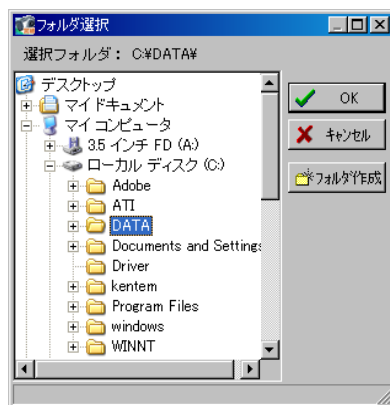 フォルダ選択
選択フォルダ： C:¥DATA¥
デスクトップ
マイ ドキュメント
マイ コンピュータ
3.5 インチ FD (A:)
ローカル ディスク (C:)
Adobe
ATI
DATA
Documents and Settings
Driver
kentem
Program Files
windows
WINNT
OK
キャンセル
フォルダ作成